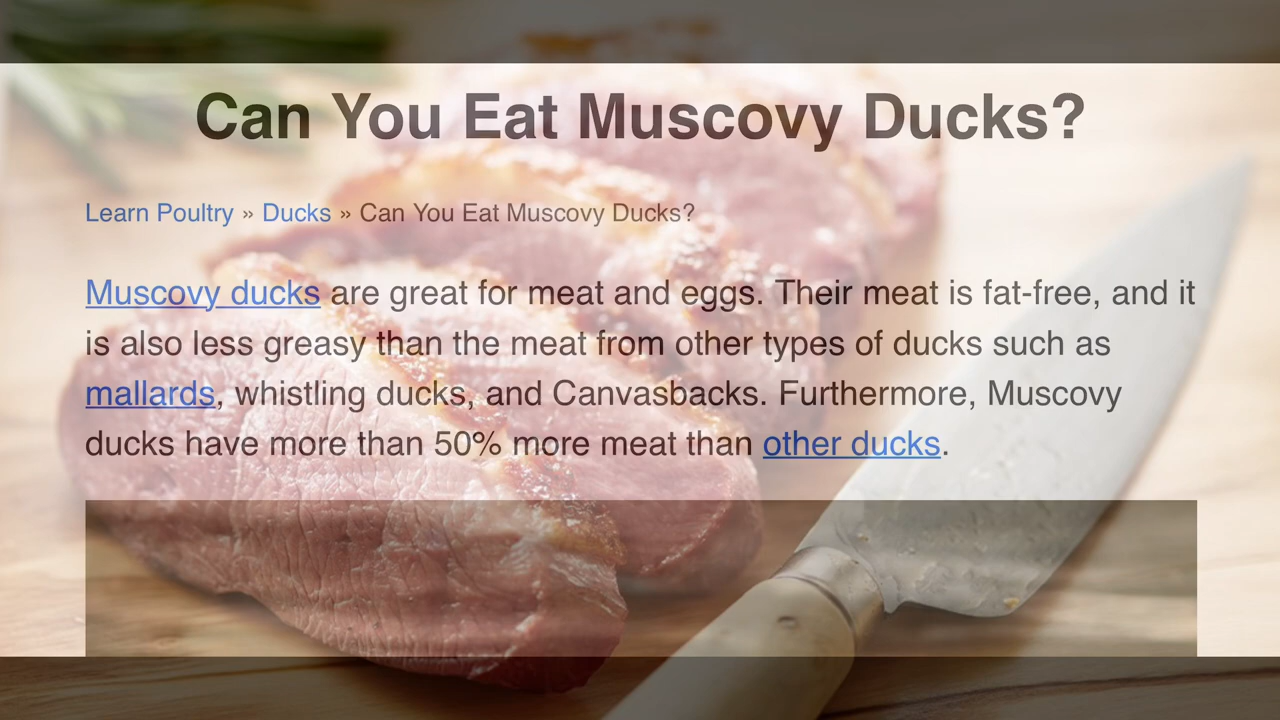 Can You Eat Muscovy Ducks?
Learn Poultry » Ducks » Can You Eat Muscovy Ducks?
Muscovy ducks are great for meat and eggs. Their meat is fat-free, and it
is also less greasy than the meat from other types of ducks such as
mallards, whistling ducks, and Canvasbacks. Furthermore, Muscovy
ducks have more than 50% more meat than other ducks.